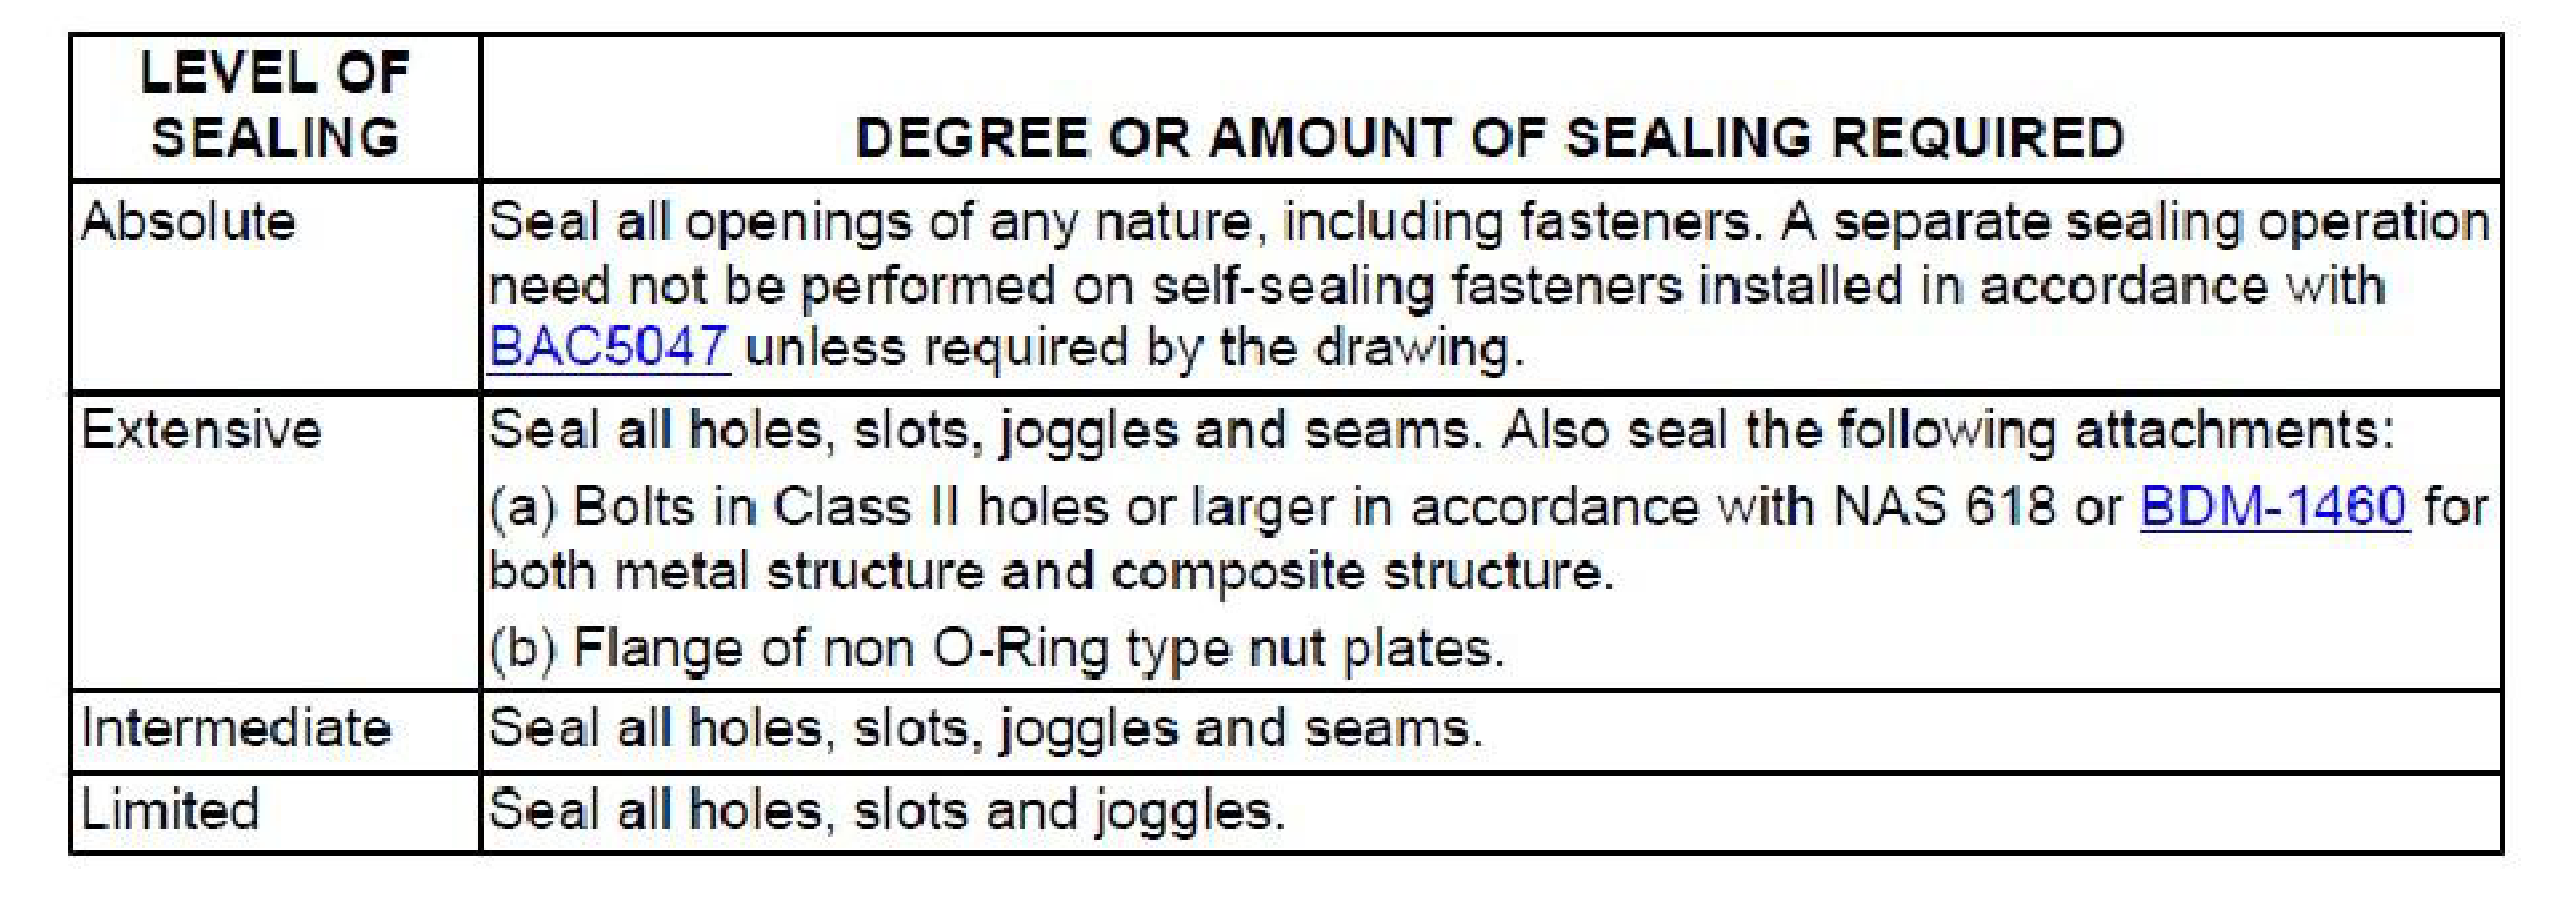 LEVEL OF
SEALING
DEGREE OR AMOUNT OF SEALING REQUIRED
Absolute
Seal all openings of any nature, including fasteners. A separate sealing operation
need not be performed on self-sealing fasteners installed in accordance with
BAC5047 unless required by the drawing.
Extensive
Seal all holes, slots, joggles and seams. Also seal the following attachments:
(a) Bolts in Class II holes or larger in accordance with NAS 618 or BDM-1460 for
both metal structure and composite structure.
(b) Flange of non O-Ring type nut plates.
Intermediate
Seal all holes, slots, joggles and seams.
Limited
Seal all holes, slots and joggles.